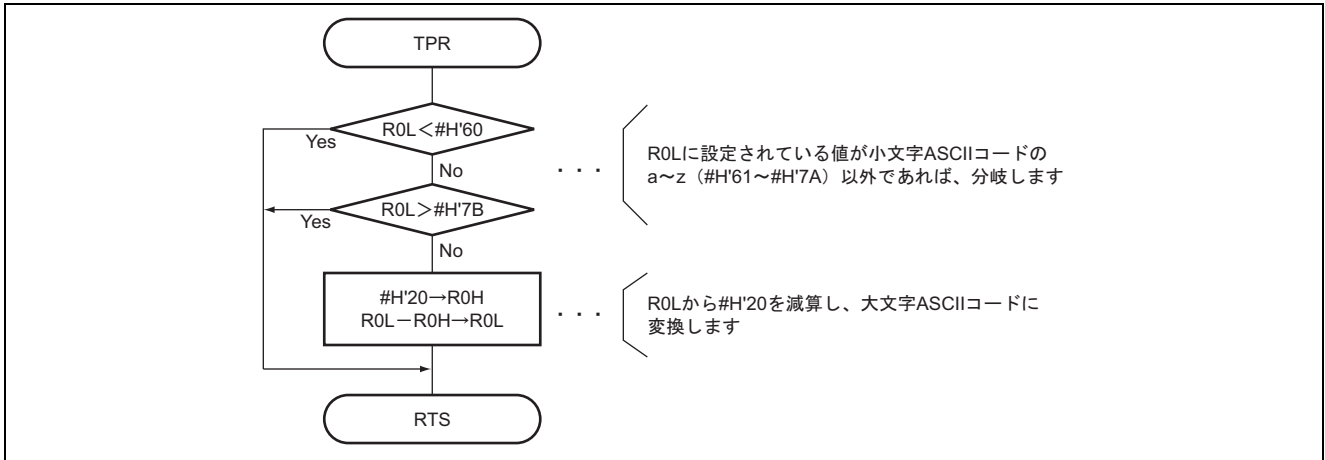 TPR
R0L＜#H'60
Yes
No
・・・
R0Lに設定されている値が小文字ASCIIコードの
a～z（#H'61～#H'7A）以外であれば、分岐します
R0L＞#H'7B
Yes
No
#H'20→R0H
R0L－R0H→R0L
・・・
R0Lから#H'20を減算し、大文字ASCIIコードに
変換します
RTS